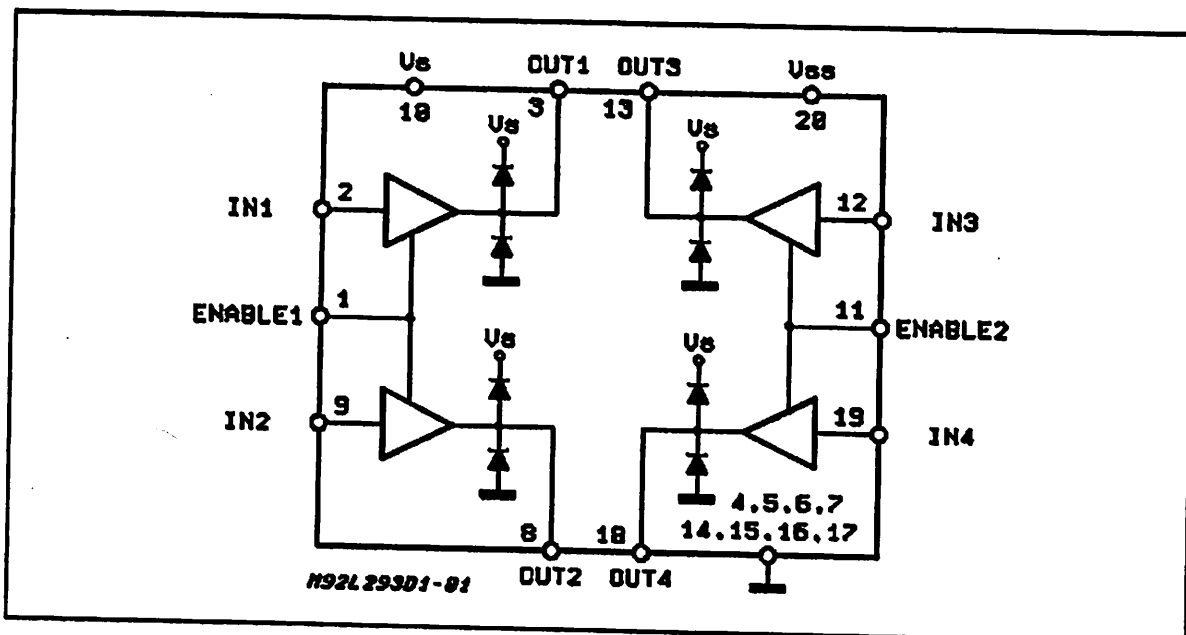 Vs OUT1 OUT3 Vss
10 3 13 20
Vs Vs
IN1 2 12 IN3
ENABLE1 1 11 ENABLE2
Vs Vs
IN2 9 19 IN4
4.5.6.7
8 18 14.15.16.17
OUT2 OUT4
M92L293D1-01